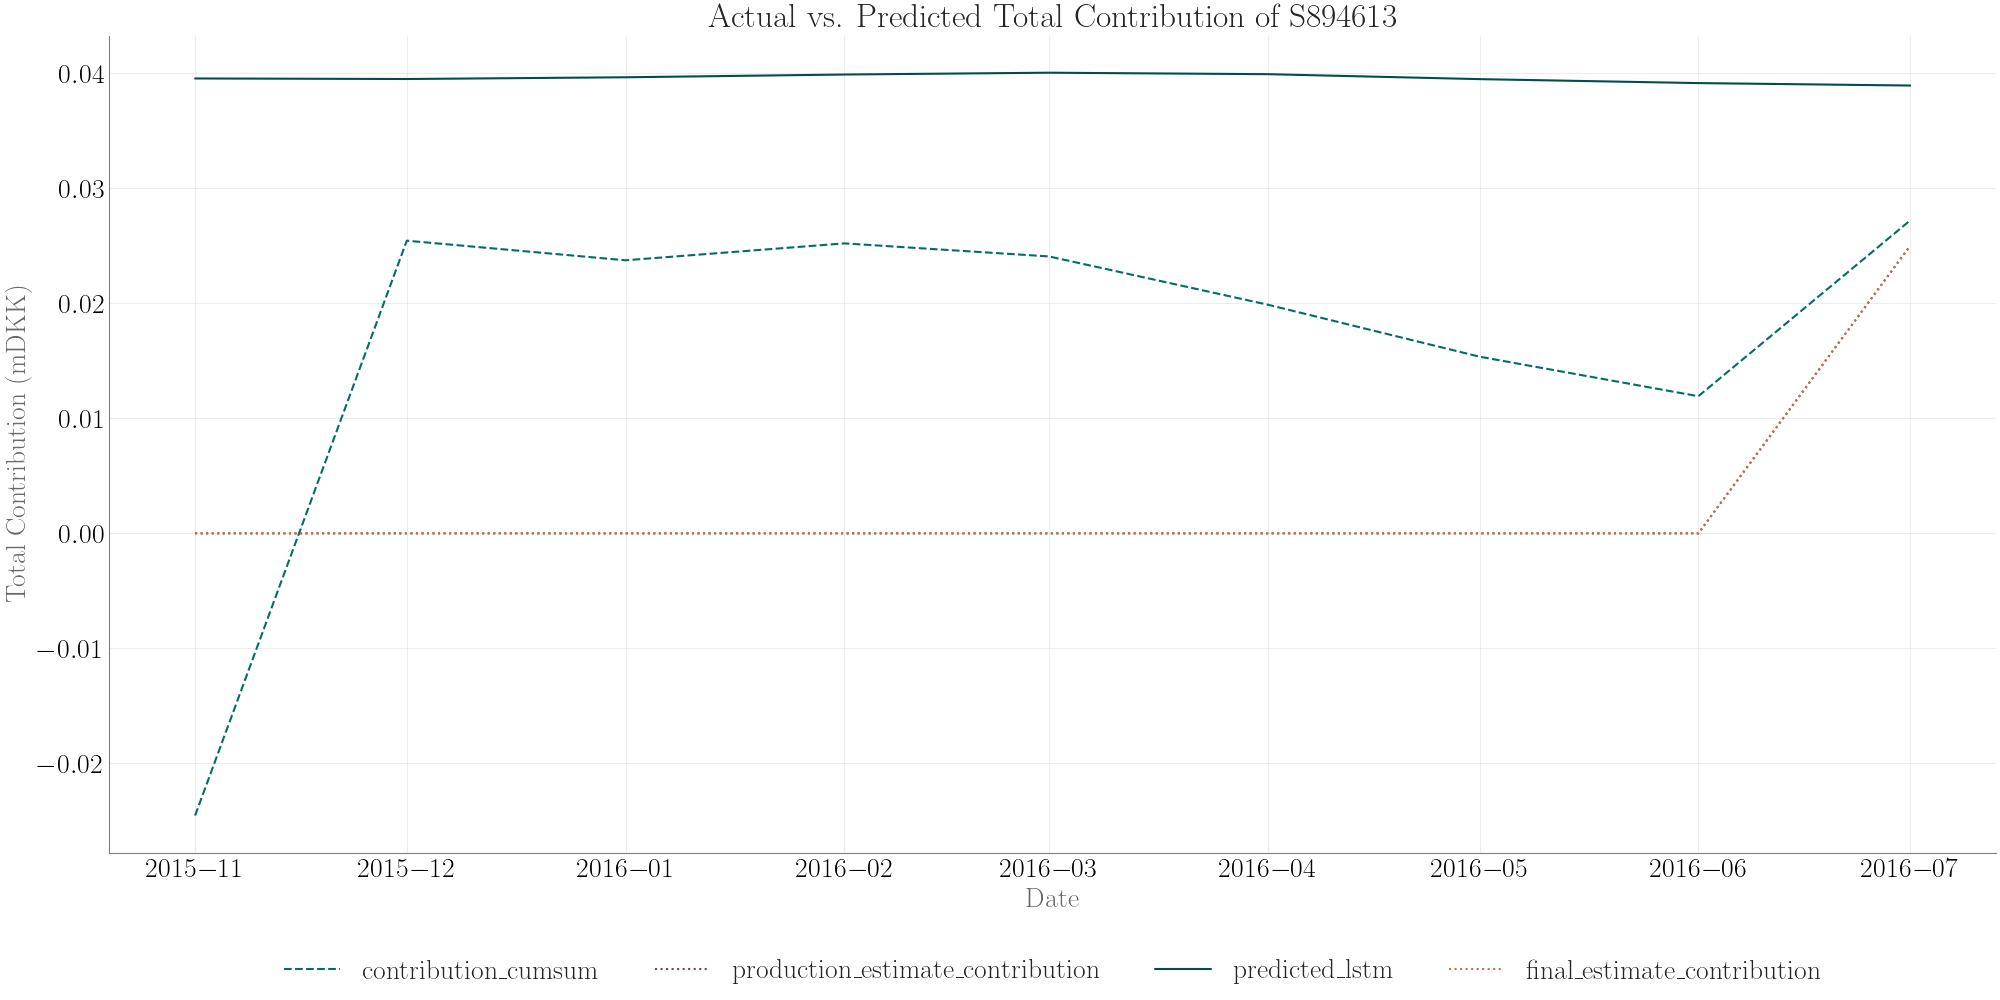 Actual vs. Predicted Total Contribution of S894613
Total Contribution (mDKK)
0.04
0.03
0.02
0.01
0.00
−0.01
−0.02
2015−11 2015−12 2016−01 2016−02 2016−03 2016−04 2016−05 2016−06 2016−07
Date
contribution_cumsum production_estimate_contribution predicted_lstm final_estimate_contribution